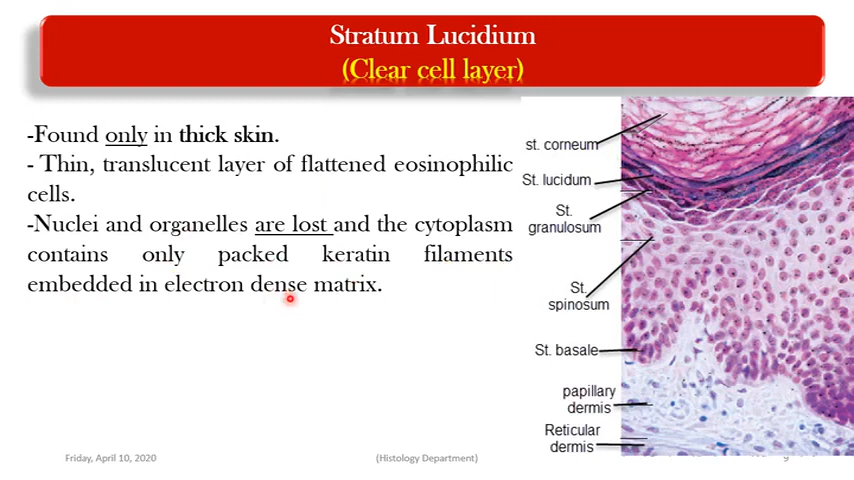 Stratum Lucidium
(Clear cell layer)
-Found only in thick skin.
- Thin, translucent layer of flattened eosinophilic
cells.
-Nuclei and organelles are lost and the cytoplasm
contains only packed keratin filaments
embedded in electron dense matrix.
st. corneum
St. lucidum
St.
granulosum
St.
spinosum
St. basale
papillary
dermis
Reticular
dermis
Friday, April 10, 2020
(Histology Department)
9